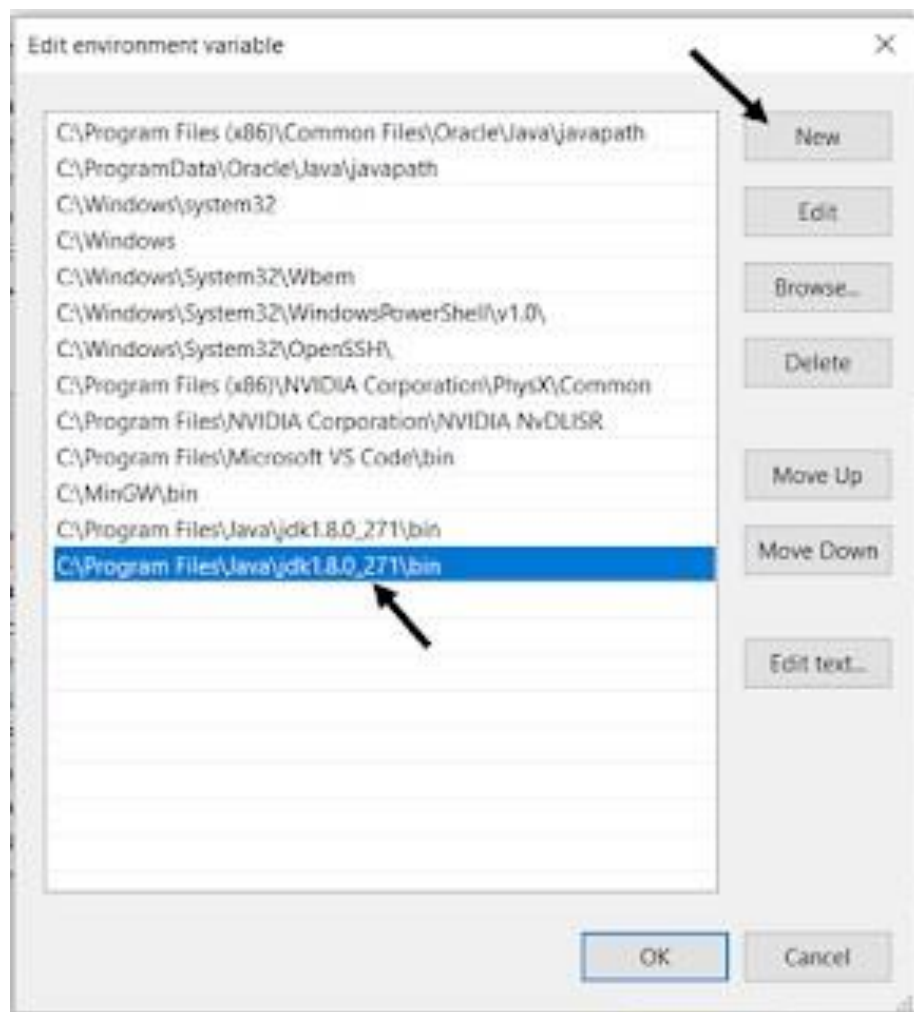 Edit environment variable
C:\Program Files (x86)\Common Files\Oracle\Java\javapath
New
C:\ProgramData\Oracle\Java\javapath
C:\Windows\system32
Edit
C:\Windows
C:\Windows\System32\Wbem
Browse...
C:\Windows\System32\WindowsPowerShell\v1.0\
C:\Windows\System32\OpenSSH\
Delete
C:\Program Files (x86)\NVIDIA Corporation\PhysX\Common
C:\Program Files\NVIDIA Corporation\NVIDIA NvDLISR
C:\Program Files\Microsoft VS Code\bin
Move Up
C:\MinGW\bin
C:\Program Files\Java\jdk1.8.0_271\bin
Move Down
C:\Program Files\Java\jdk1.8.0_271\bin
Edit text...
OK
Cancel